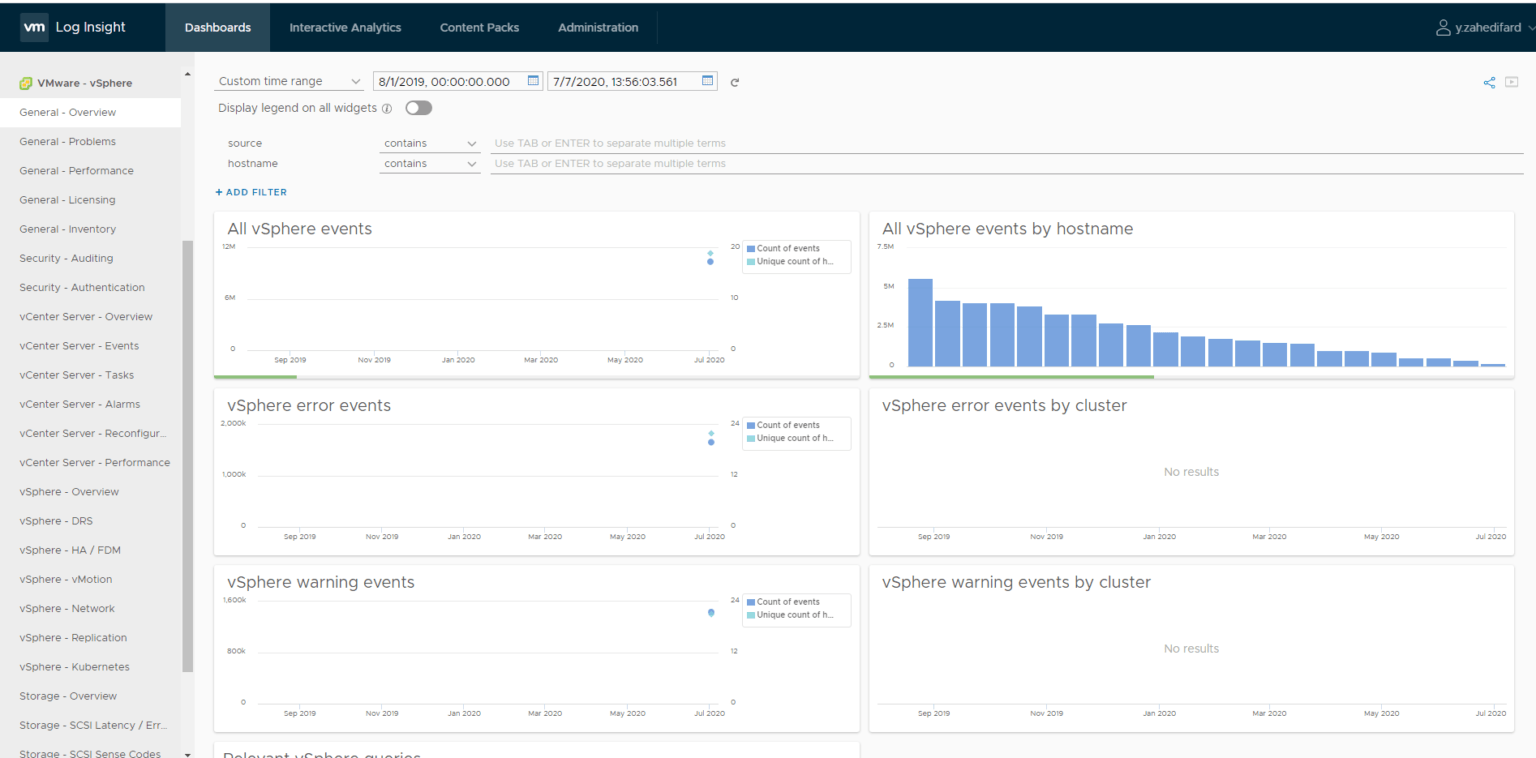 vm Log Insight
Dashboards
Interactive Analytics
Content Packs
Administration
y.zahedifard
VMware - vSphere
General - Overview
General - Problems
General - Performance
General - Licensing
General - Inventory
Security - Auditing
Security - Authentication
vCenter Server - Overview
vCenter Server - Events
vCenter Server - Tasks
vCenter Server - Alarms
vCenter Server - Reconfigur...
vCenter Server - Performance
vSphere - Overview
vSphere - DRS
vSphere - HA / FDM
vSphere - vMotion
vSphere - Network
vSphere - Replication
vSphere - Kubernetes
Storage - Overview
Storage - SCSI Latency / Err...
Storage - SCSI Sense Codes
Custom time range
8/1/2019, 00:00:00.000
7/7/2020, 13:56:03.561
Display legend on all widgets
source contains Use TAB or ENTER to separate multiple terms
hostname contains Use TAB or ENTER to separate multiple terms
+ ADD FILTER
All vSphere events
12M
6M
0
20
10
0
Count of events
Unique count of h...
Sep 2019 Nov 2019 Jan 2020 Mar 2020 May 2020 Jul 2020
All vSphere events by hostname
7.5M
5M
2.5M
0
vSphere error events
2,000k
1,000k
0
24
12
0
Count of events
Unique count of h...
Sep 2019 Nov 2019 Jan 2020 Mar 2020 May 2020 Jul 2020
vSphere error events by cluster
No results
Sep 2019 Nov 2019 Jan 2020 Mar 2020 May 2020 Jul 2020
vSphere warning events
1,600k
800k
0
24
12
0
Count of events
Unique count of h...
Sep 2019 Nov 2019 Jan 2020 Mar 2020 May 2020 Jul 2020
vSphere warning events by cluster
No results
Sep 2019 Nov 2019 Jan 2020 Mar 2020 May 2020 Jul 2020
Relevant vSphere queries